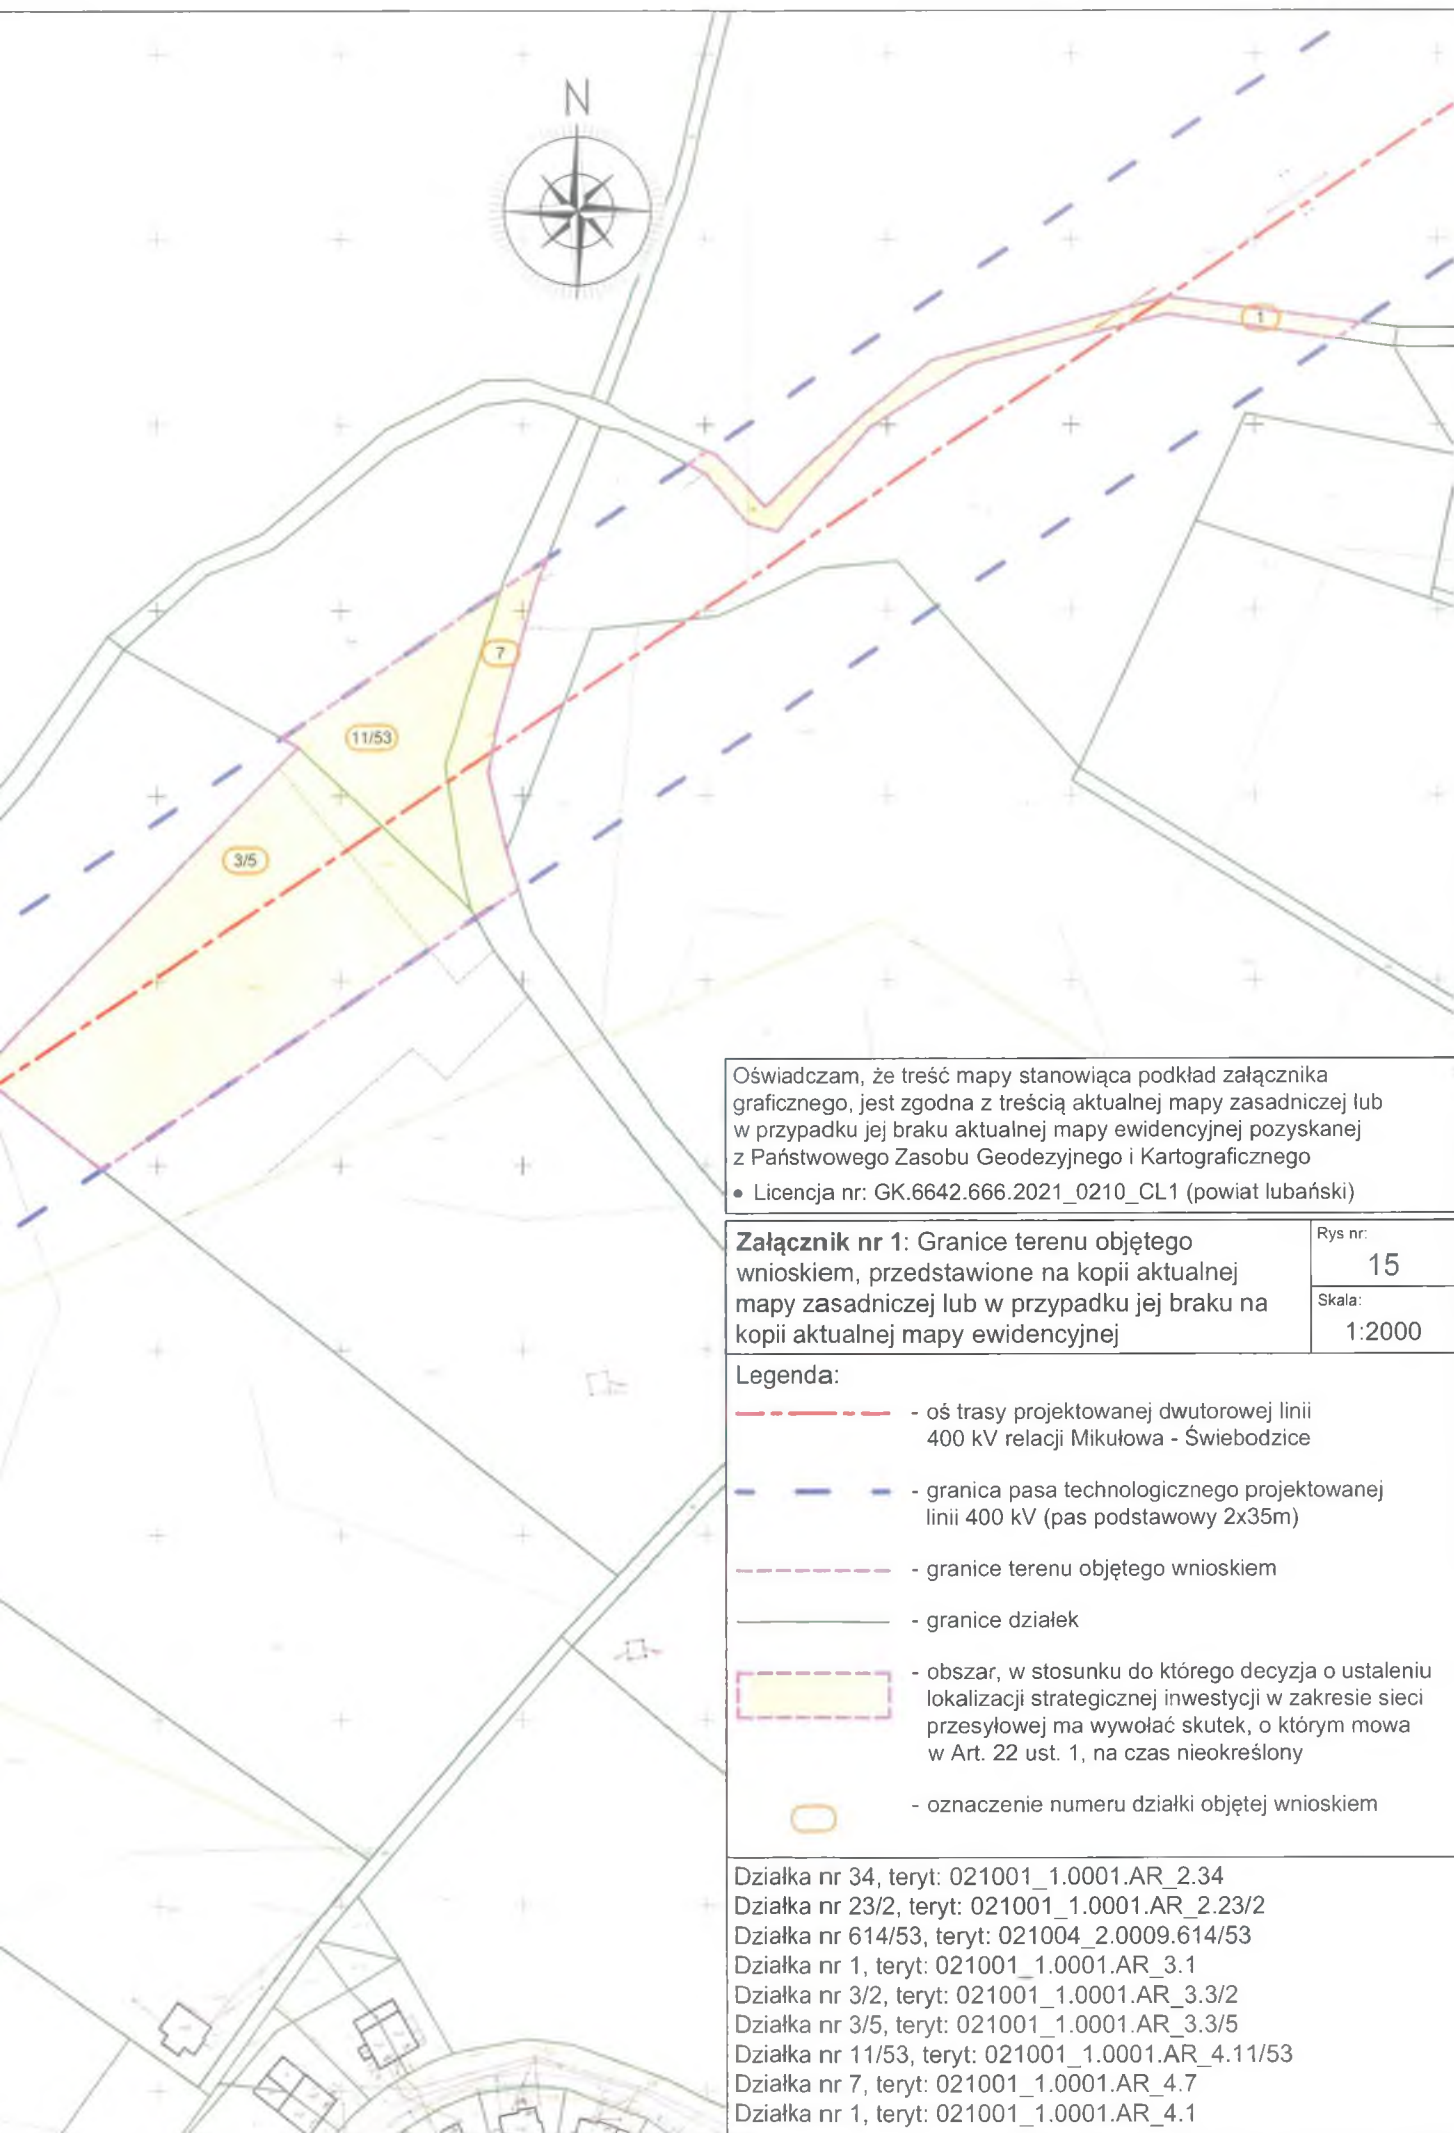 N
1
7
11/53
3/5
Oświadczam, że treść mapy stanowiąca podkład załącznika
graficznego, jest zgodna z treścią aktualnej mapy zasadniczej lub
w przypadku jej braku aktualnej mapy ewidencyjnej pozyskanej
z Państwowego Zasobu Geodezyjnego i Kartograficznego
• Licencja nr: GK.6642.666.2021_0210_CL1 (powiat lubański)
Załącznik nr 1: Granice terenu objętego
wnioskiem, przedstawione na kopii aktualnej
mapy zasadniczej lub w przypadku jej braku na
kopii aktualnej mapy ewidencyjnej
Rys nr:
15
Skala:
1:2000
Legenda:
- oś trasy projektowanej dwutorowej linii
400 kV relacji Mikułowa - Świebodzice
- granica pasa technologicznego projektowanej
linii 400 kV (pas podstawowy 2x35m)
- granice terenu objętego wnioskiem
- granice działek
- obszar, w stosunku do którego decyzja o ustaleniu
lokalizacji strategicznej inwestycji w zakresie sieci
przesyłowej ma wywołać skutek, o którym mowa
w Art. 22 ust. 1, na czas nieokreślony
- oznaczenie numeru działki objętej wnioskiem
Działka nr 34, teryt: 021001_1.0001.AR_2.34
Działka nr 23/2, teryt: 021001_1.0001.AR_2.23/2
Działka nr 614/53, teryt: 021004_2.0009.614/53
Działka nr 1, teryt: 021001_1.0001.AR_3.1
Działka nr 3/2, teryt: 021001_1.0001.AR_3.3/2
Działka nr 3/5, teryt: 021001_1.0001.AR_3.3/5
Działka nr 11/53, teryt: 021001_1.0001.AR_4.11/53
Działka nr 7, teryt: 021001_1.0001.AR_4.7
Działka nr 1, teryt: 021001_1.0001.AR_4.1